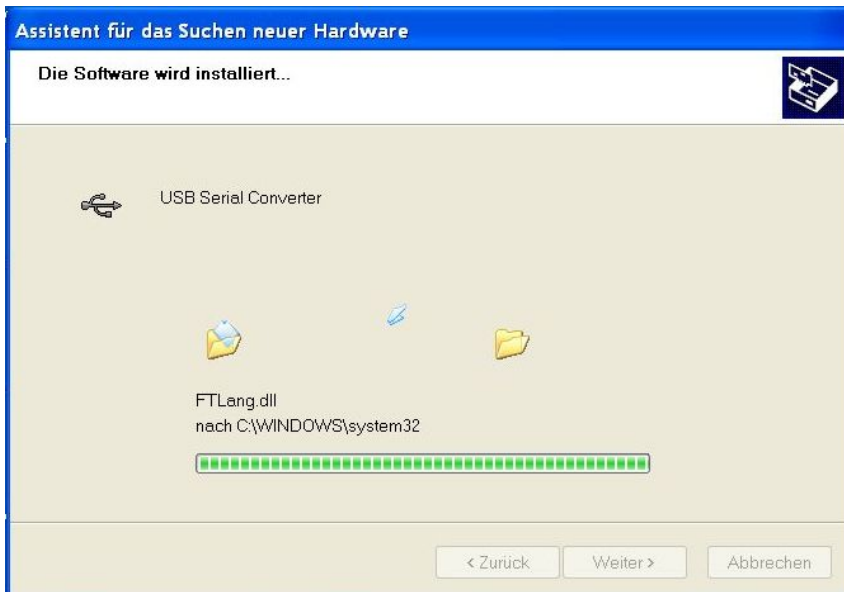 Assistent für das Suchen neuer Hardware
Die Software wird installiert...
USB Serial Converter
FTLang.dll
nach C:\WINDOWS\system32
< Zurück
Weiter >
Abbrechen